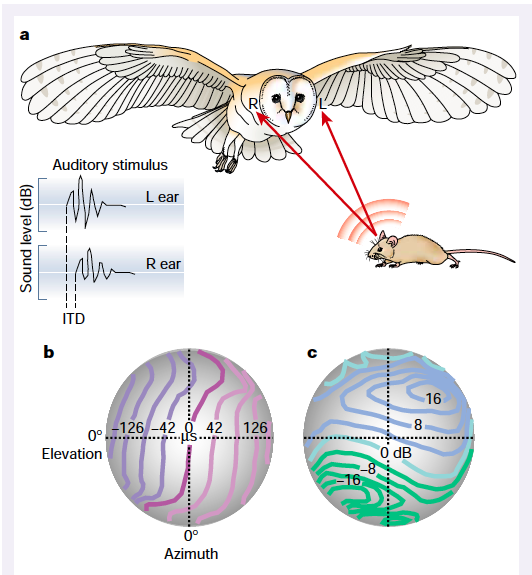 a
R L
Auditory stimulus
Sound level (dB)
L ear
R ear
ITD
b
0° Elevation
–126 –42 0 42 126
µs
0°
Azimuth
c
16
8
0 dB
–8
–16